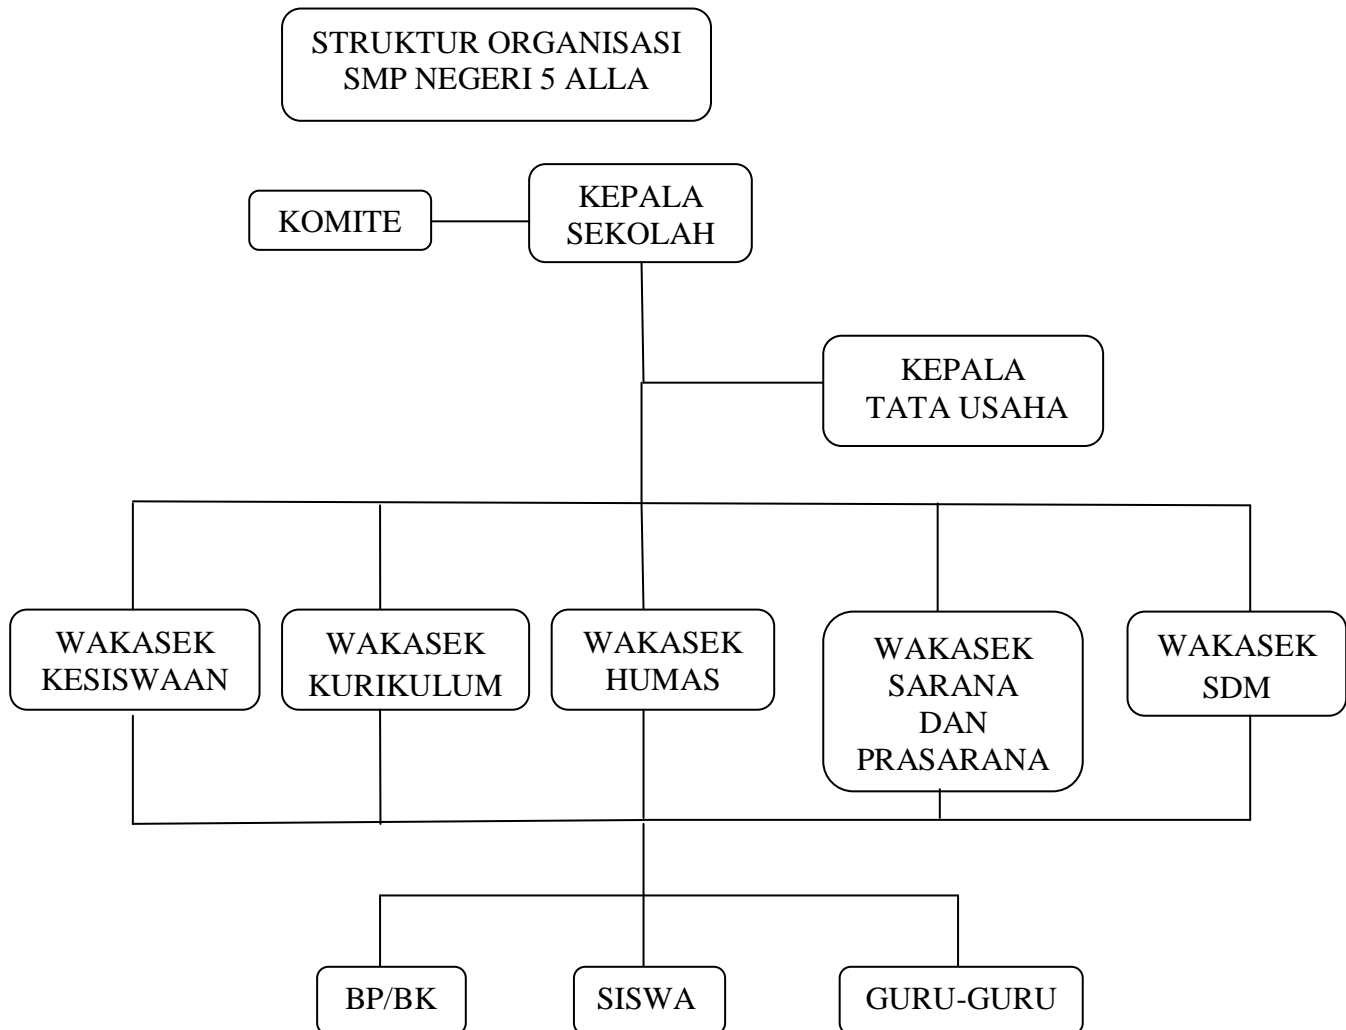 STRUKTUR ORGANISASI
SMP NEGERI 5 ALLA
KOMITE
KEPALA
SEKOLAH
KEPALA
TATA USAHA
WAKASEK
KESISWAAN
WAKASEK
KURIKULUM
WAKASEK
HUMAS
WAKASEK
SARANA
DAN
PRASARANA
WAKASEK
SDM
BP/BK
SISWA
GURU-GURU